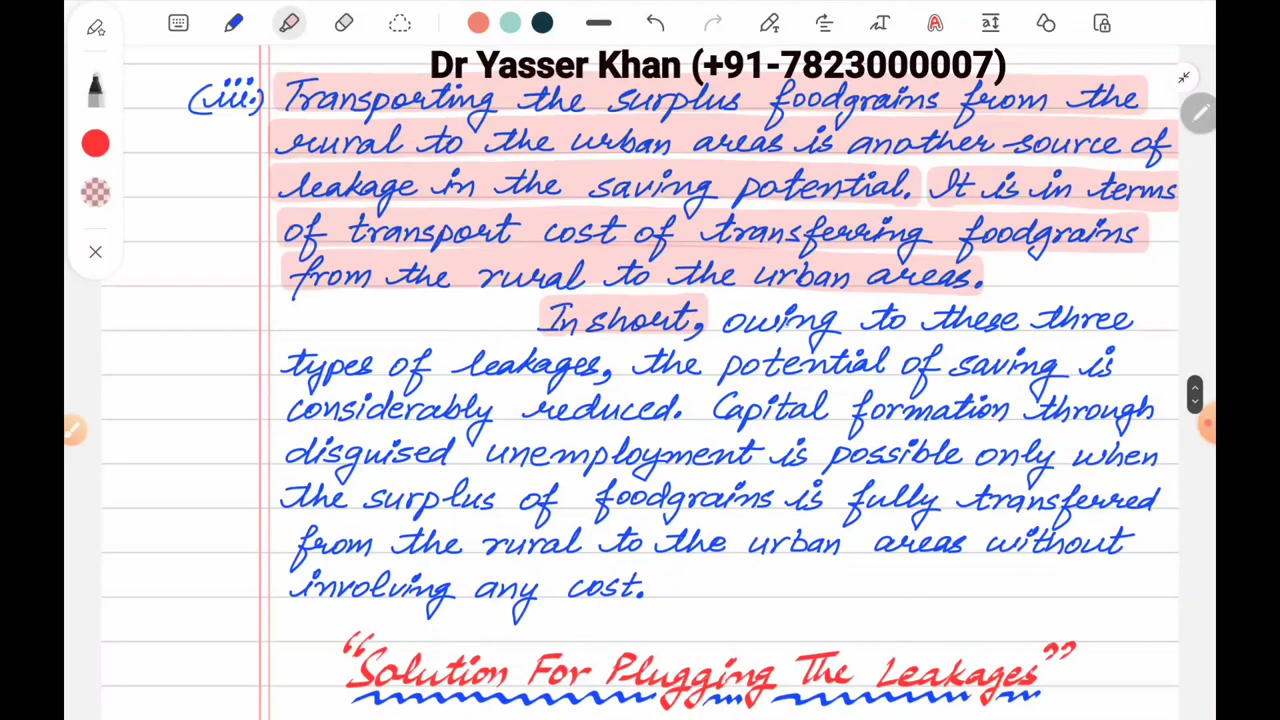 Dr Yasser Khan (+91-7823000007)
(iii.) Transporting the surplus foodgrains from the
rural to the urban areas is another source of
leakage in the saving potential. It is in terms
of transport cost of transferring foodgrains
from the rural to the urban areas.
In short, owing to these three
types of leakages, the potential of saving is
considerably reduced. Capital formation through
disguised unemployment is possible only when
the surplus of foodgrains is fully transferred
from the rural to the urban areas without
involving any cost.
"Solution For Plugging The Leakages"